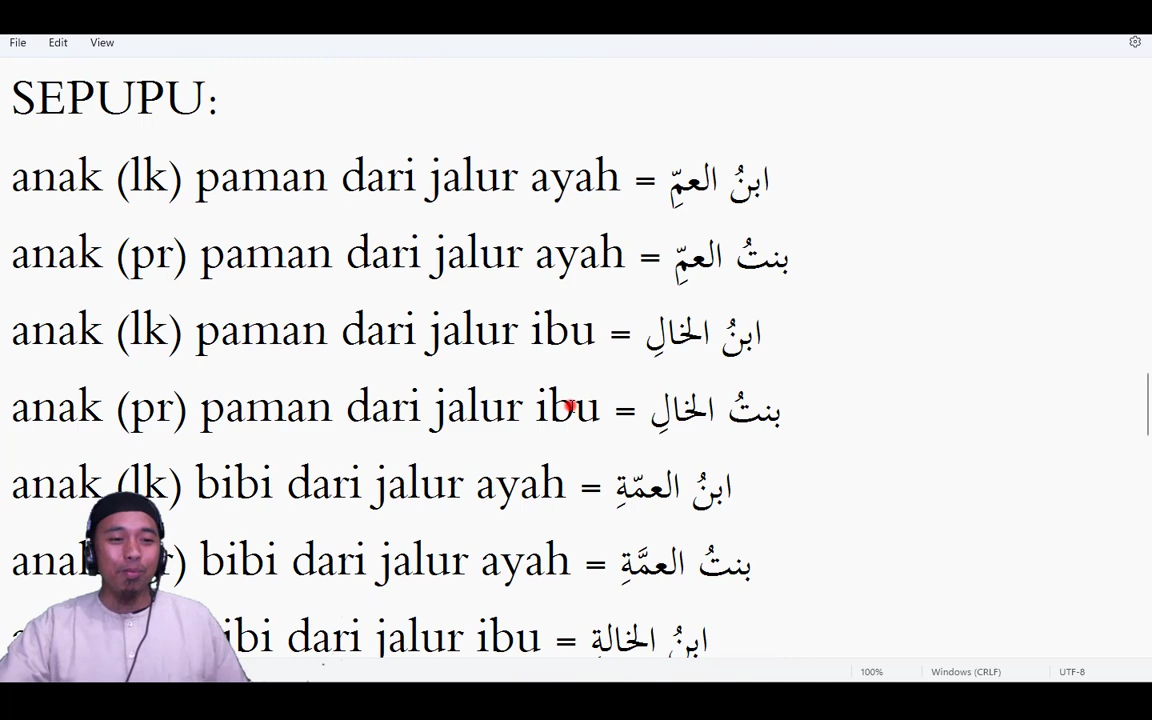 File Edit View
SEPUPU:
anak (lk) paman dari jalur ayah = ابنُ العمِّ
anak (pr) paman dari jalur ayah = بنتُ العمِّ
anak (lk) paman dari jalur ibu = ابنُ الخالِ
anak (pr) paman dari jalur ibu = بنتُ الخالِ
anak (lk) bibi dari jalur ayah = ابنُ العمّةِ
bibi dari jalur ayah = بنتُ العمَّةِ
dari jalur ibu = ابنُ الخالةِ
100% Windows (CRLF) UTF-8